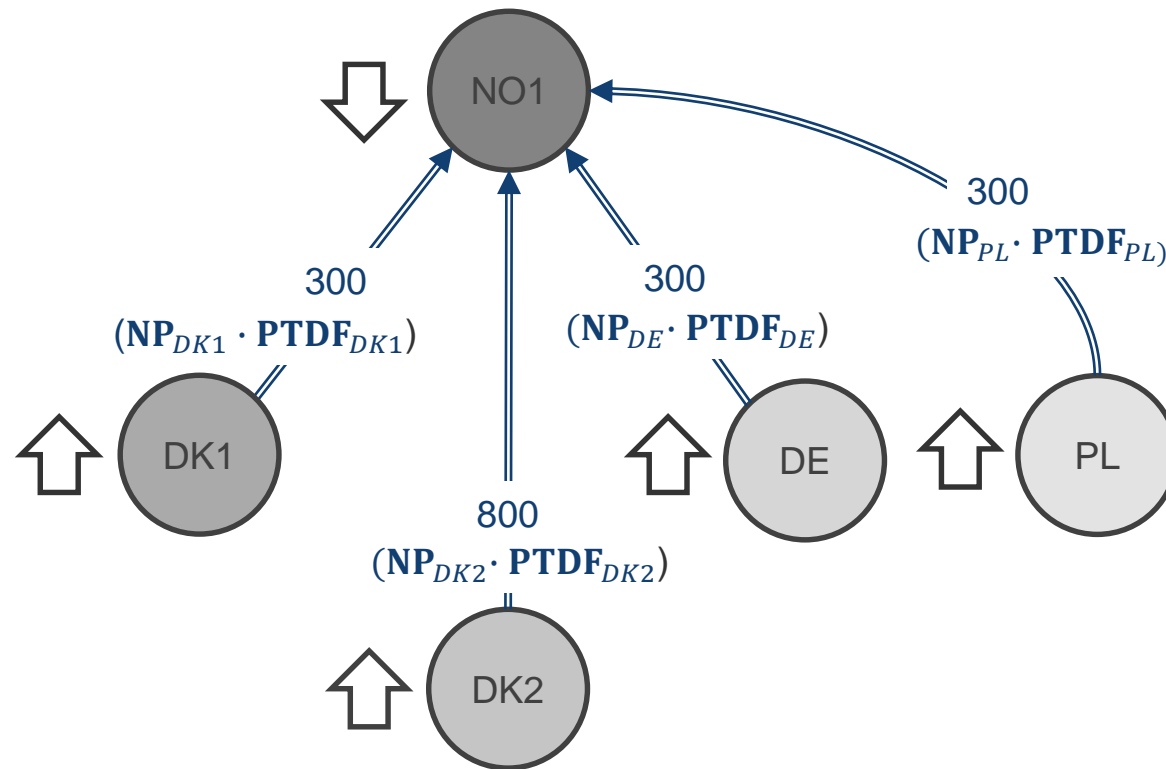 NO1
300
(NP_PL · PTDF_PL)
300
(NP_DK1 · PTDF_DK1)
300
(NP_DE · PTDF_DE)
DK1
DE
PL
800
(NP_DK2 · PTDF_DK2)
DK2